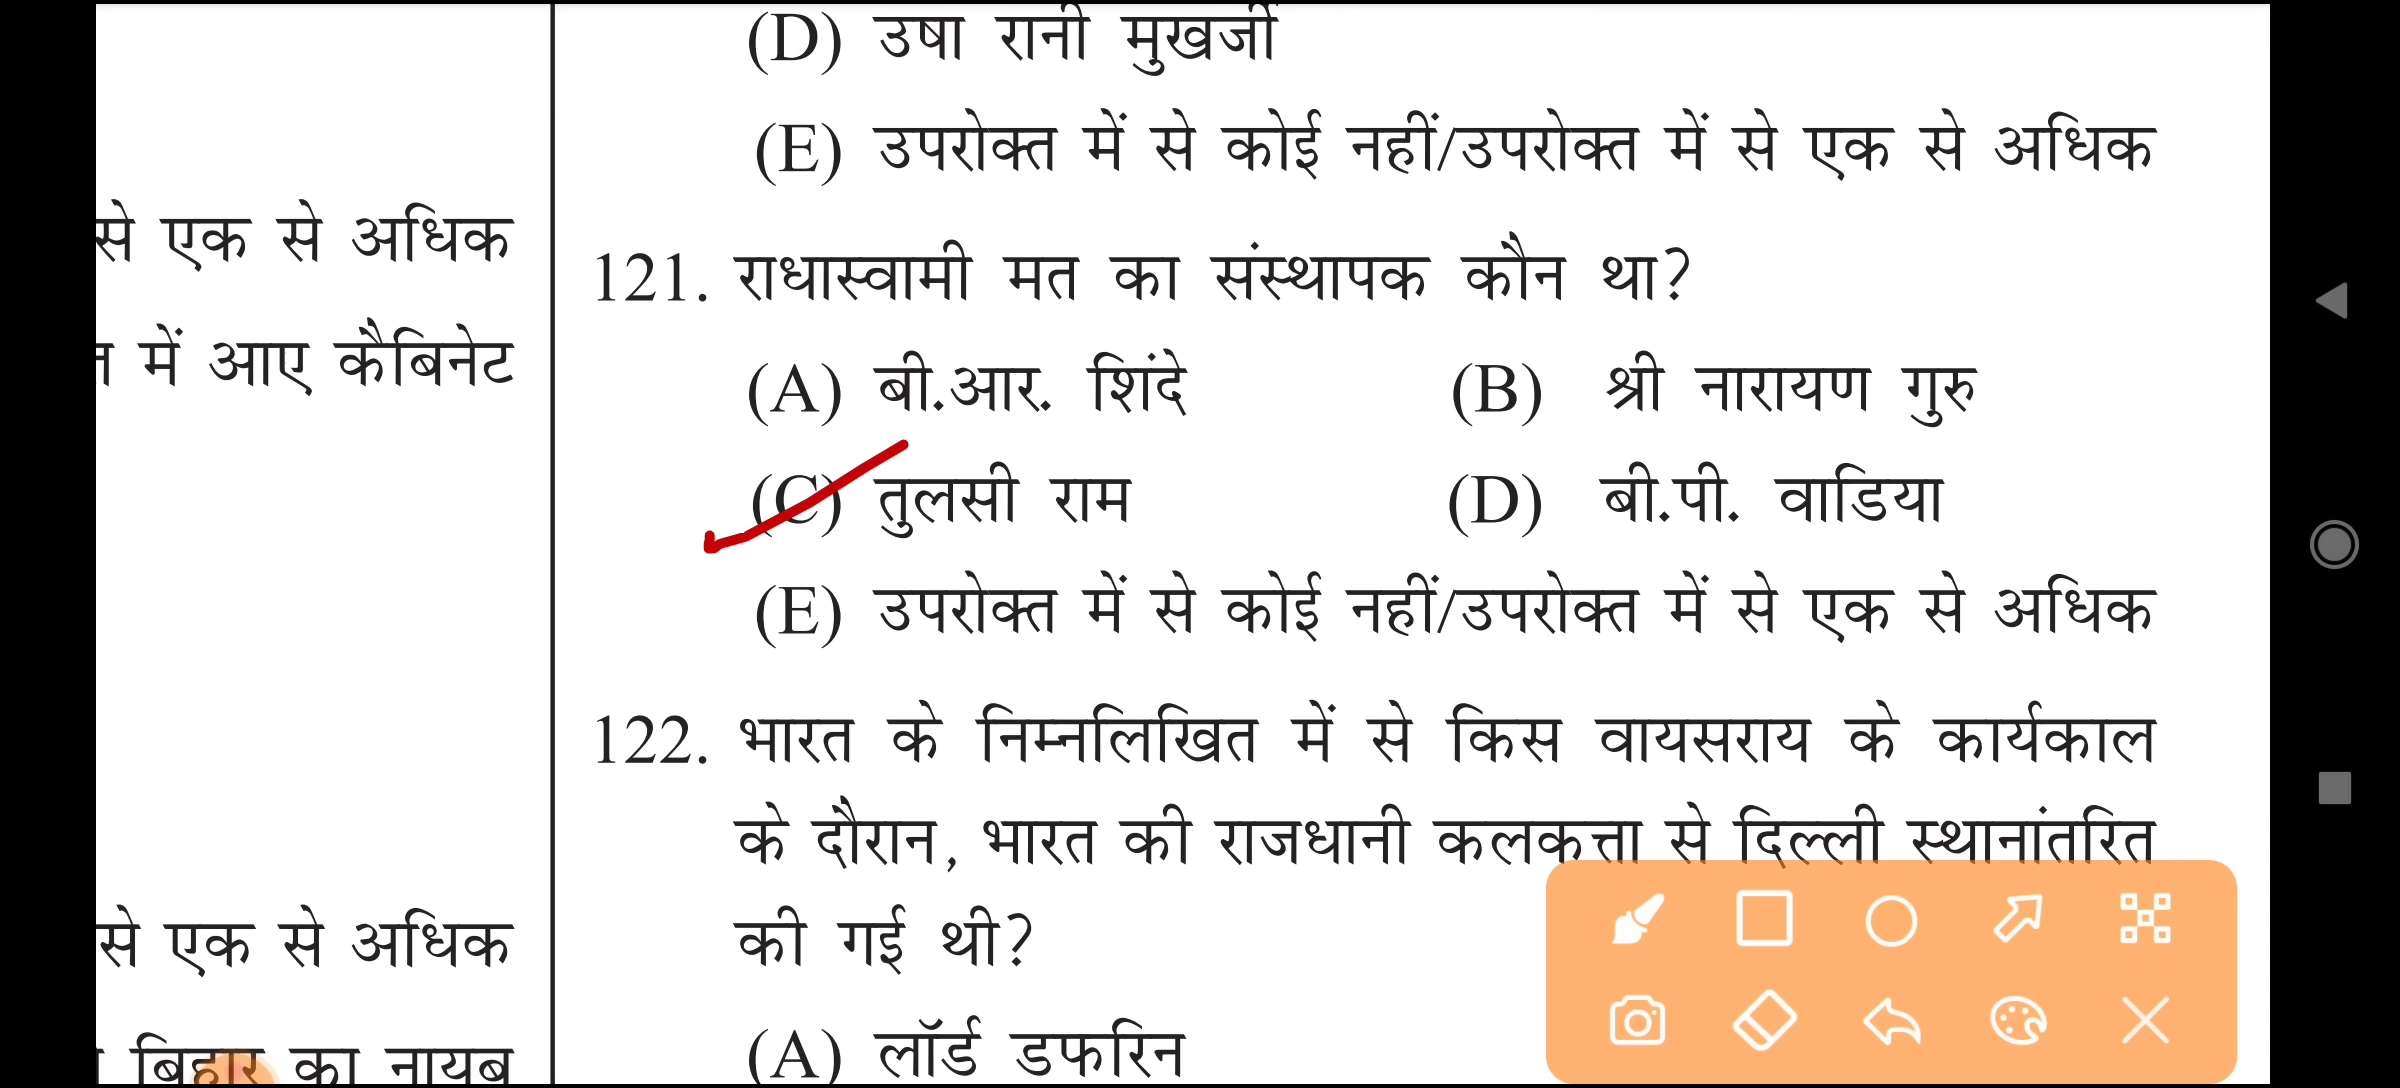 से एक से अधिक
में आए कैबिनेट
से एक से अधिक
बिहार का नायब
(D) उषा रानी मुखर्जी
(E) उपरोक्त में से कोई नहीं/उपरोक्त में से एक से अधिक
121. राधास्वामी मत का संस्थापक कौन था?
(A) बी.आर. शिंदे (B) श्री नारायण गुरु
(C) तुलसी राम (D) बी.पी. वाडिया
(E) उपरोक्त में से कोई नहीं/उपरोक्त में से एक से अधिक
122. भारत के निम्नलिखित में से किस वायसराय के कार्यकाल
के दौरान, भारत की राजधानी कलकत्ता से दिल्ली स्थानांतरित
की गई थी?
(A) लॉर्ड डफरिन